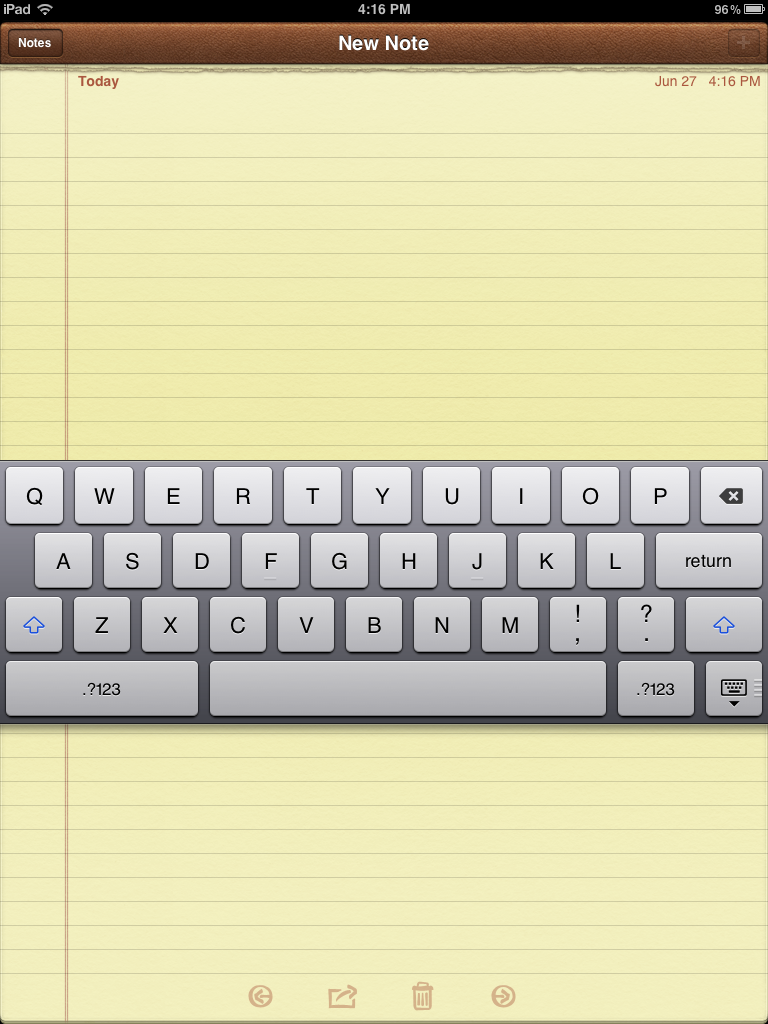 iPad 4:16 PM 96%
Notes New Note +
Today Jun 27 4:16 PM
Q W E R T Y U I O P
A S D F G H J K L return
Z X C V B N M ! , ? .
.?123 .?123